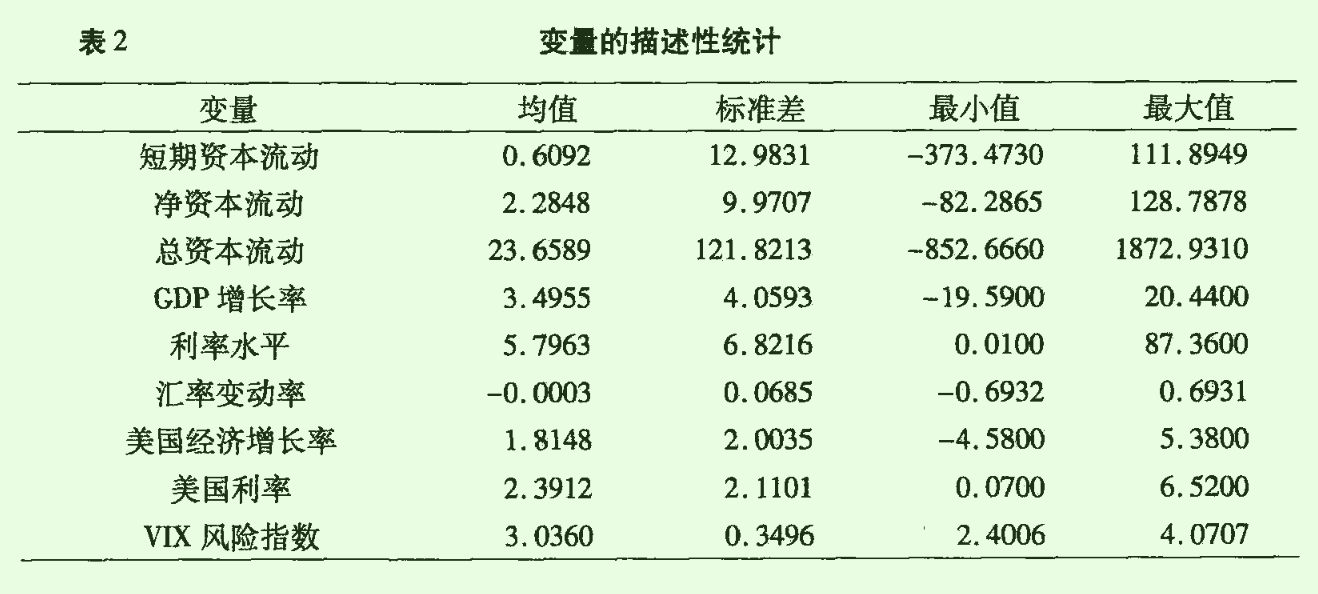 表2 变量的描述性统计
变量 均值 标准差 最小值 最大值
短期资本流动 0.6092 12.9831 -373.4730 111.8949
净资本流动 2.2848 9.9707 -82.2865 128.7878
总资本流动 23.6589 121.8213 -852.6660 1872.9310
GDP 增长率 3.4955 4.0593 -19.5900 20.4400
利率水平 5.7963 6.8216 0.0100 87.3600
汇率变动率 -0.0003 0.0685 -0.6932 0.6931
美国经济增长率 1.8148 2.0035 -4.5800 5.3800
美国利率 2.3912 2.1101 0.0700 6.5200
VIX 风险指数 3.0360 0.3496 2.4006 4.0707